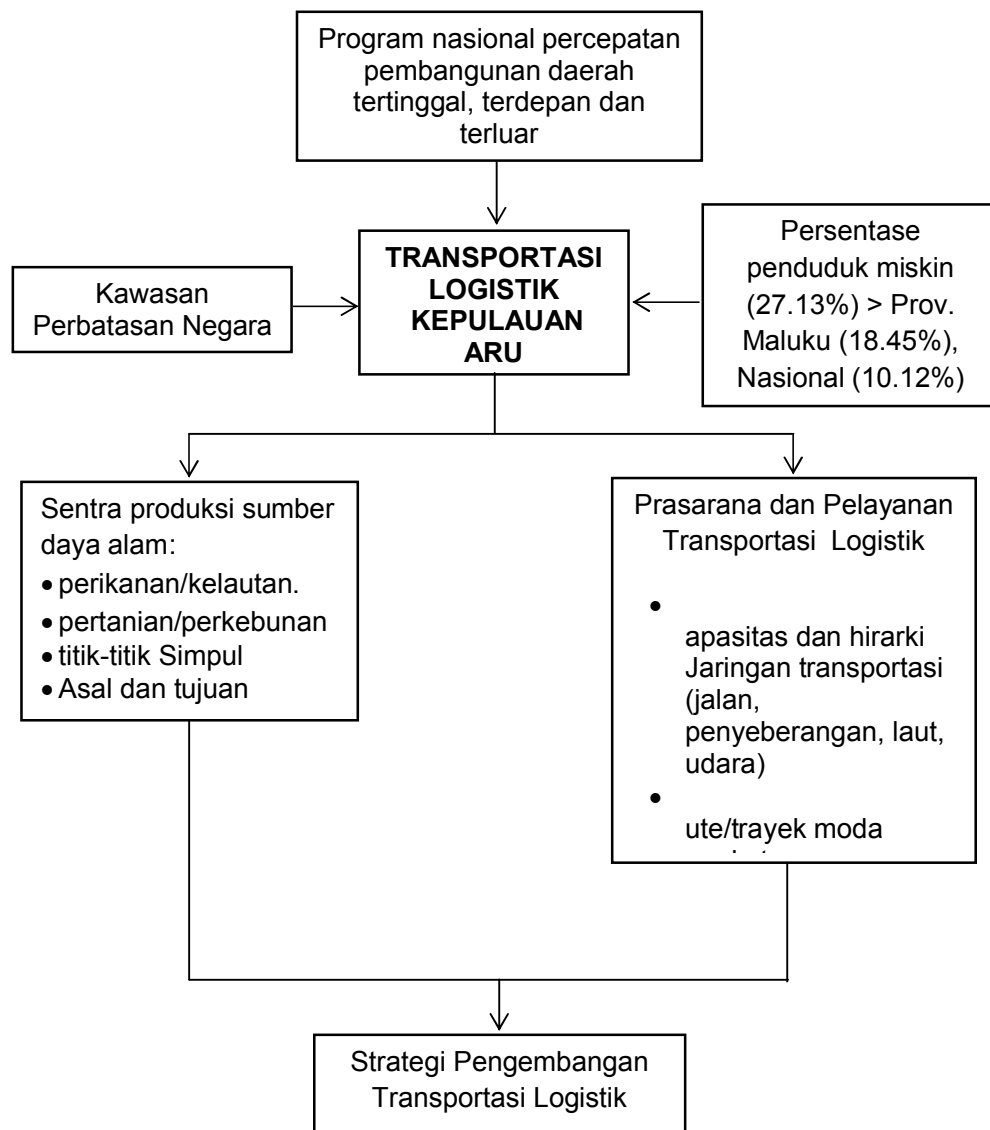 Program nasional percepatan
pembangunan daerah
tertinggal, terdepan dan
terluar
Kawasan
Perbatasan Negara
TRANSPORTASI
LOGISTIK
KEPULAUAN
ARU
Persentase
penduduk miskin
(27.13%) > Prov.
Maluku (18.45%),
Nasional (10.12%)
Sentra produksi sumber
daya alam:
• perikanan/kelautan.
• pertanian/perkebunan
• titik-titik Simpul
• Asal dan tujuan
Prasarana dan Pelayanan
Transportasi Logistik
•
apasitas dan hirarki
Jaringan transportasi
(jalan,
penyeberangan, laut,
udara)
•
ute/trayek moda
Strategi Pengembangan
Transportasi Logistik